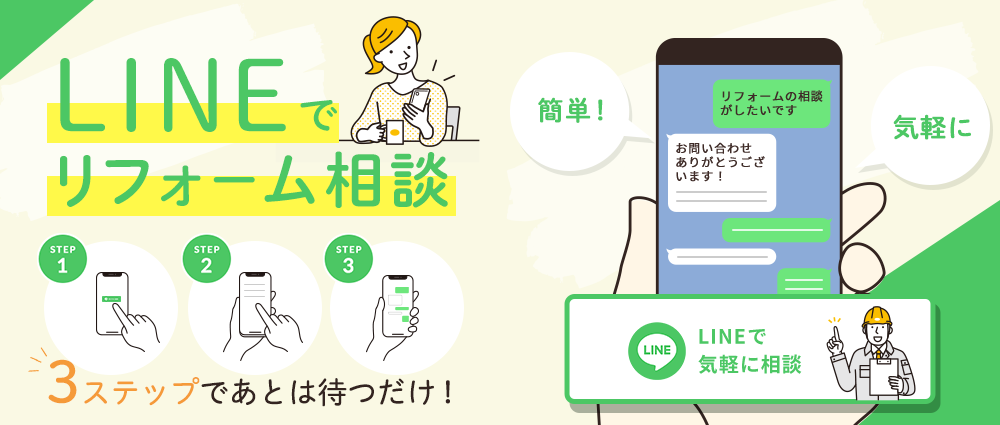 LINEで
リフォーム相談
STEP
1
STEP
2
STEP
3
3ステップであとは待つだけ！
簡単！
気軽に
リフォームの相談
がしたいです
お問い合わせ
ありがとうござ
います！
LINE
LINEで
気軽に相談